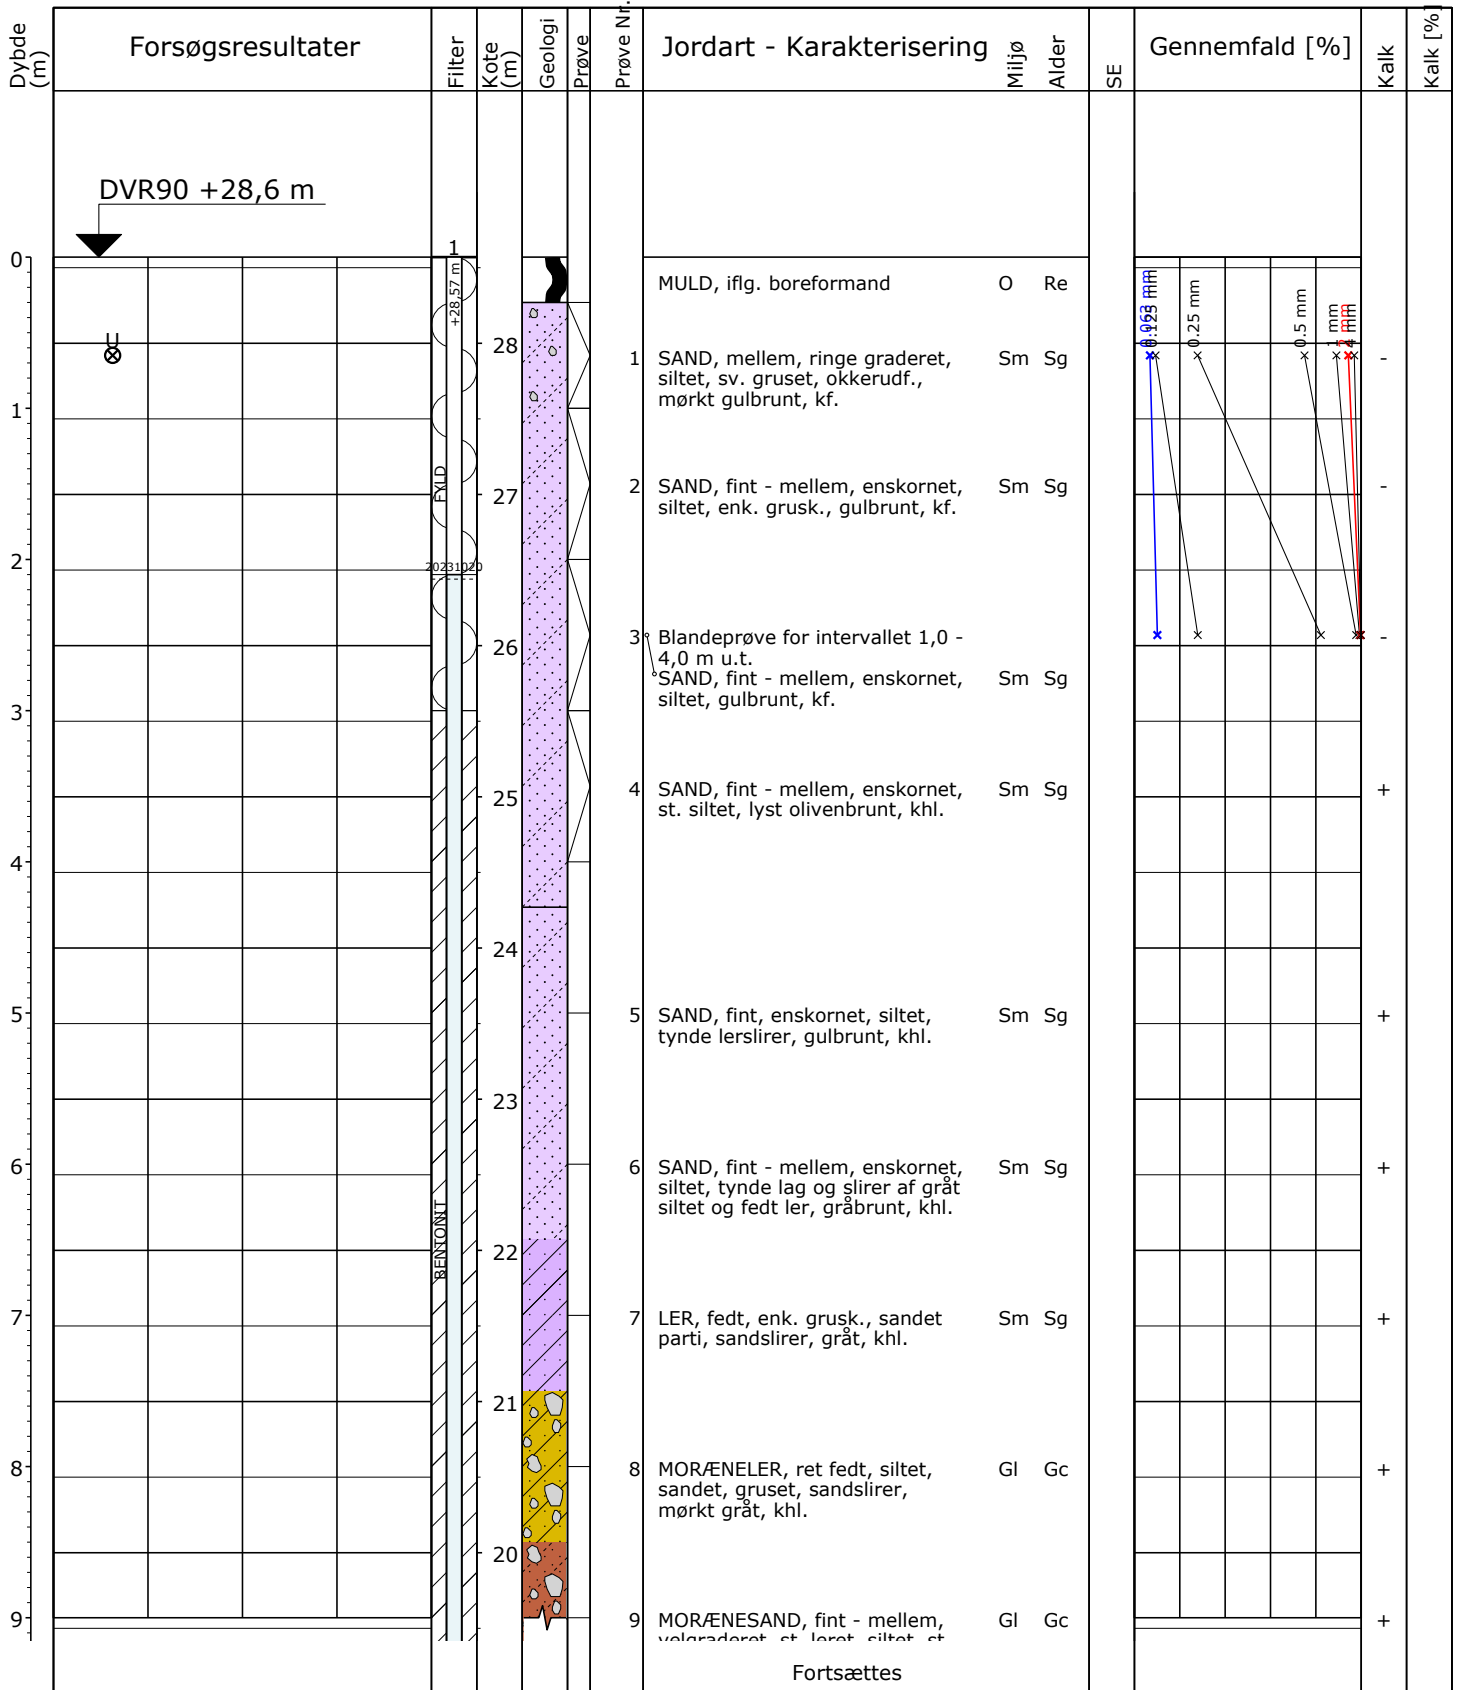 Dybde (m)
Forsøgsresultater
Filter
Kote (m)
Geologi
Prøve
Prøve Nr.
Jordart - Karakterisering
Miljø
Alder
SE
Gennemfald [%]
Kalk
Kalk [%]
DVR90 +28,6 m
1
+28,57 m
0
MULD, iflg. boreformand O Re
0.063 mm
0.125 mm
0.25 mm
0.5 mm
1 mm
2 mm
4 mm
U
28
1 SAND, mellem, ringe graderet, Sm Sg -
siltet, sv. gruset, okkerudf.,
mørkt gulbrunt, kf.
1
FYLD
27
2 SAND, fint - mellem, enskornet, Sm Sg -
siltet, enk. grusk., gulbrunt, kf.
2
20231020
26
3 Blandeprøve for intervallet 1,0 - -
4,0 m u.t.
SAND, fint - mellem, enskornet, Sm Sg
siltet, gulbrunt, kf.
3
25
4 SAND, fint - mellem, enskornet, Sm Sg +
st. siltet, lyst olivenbrunt, khl.
4
24
5
5 SAND, fint, enskornet, siltet, Sm Sg +
tynde lerslirer, gulbrunt, khl.
23
6
6 SAND, fint - mellem, enskornet, Sm Sg +
siltet, tynde lag og slirer af gråt
siltet og fedt ler, gråbrunt, khl.
BENTONIT
22
7
7 LER, fedt, enk. grusk., sandet Sm Sg +
parti, sandslirer, gråt, khl.
21
8
8 MORÆNELER, ret fedt, siltet, Gl Gc +
sandet, gruset, sandslirer,
mørkt gråt, khl.
20
9
9 MORÆNESAND, fint - mellem, Gl Gc +
velgraderet, st. leret, siltet, st.
Fortsættes